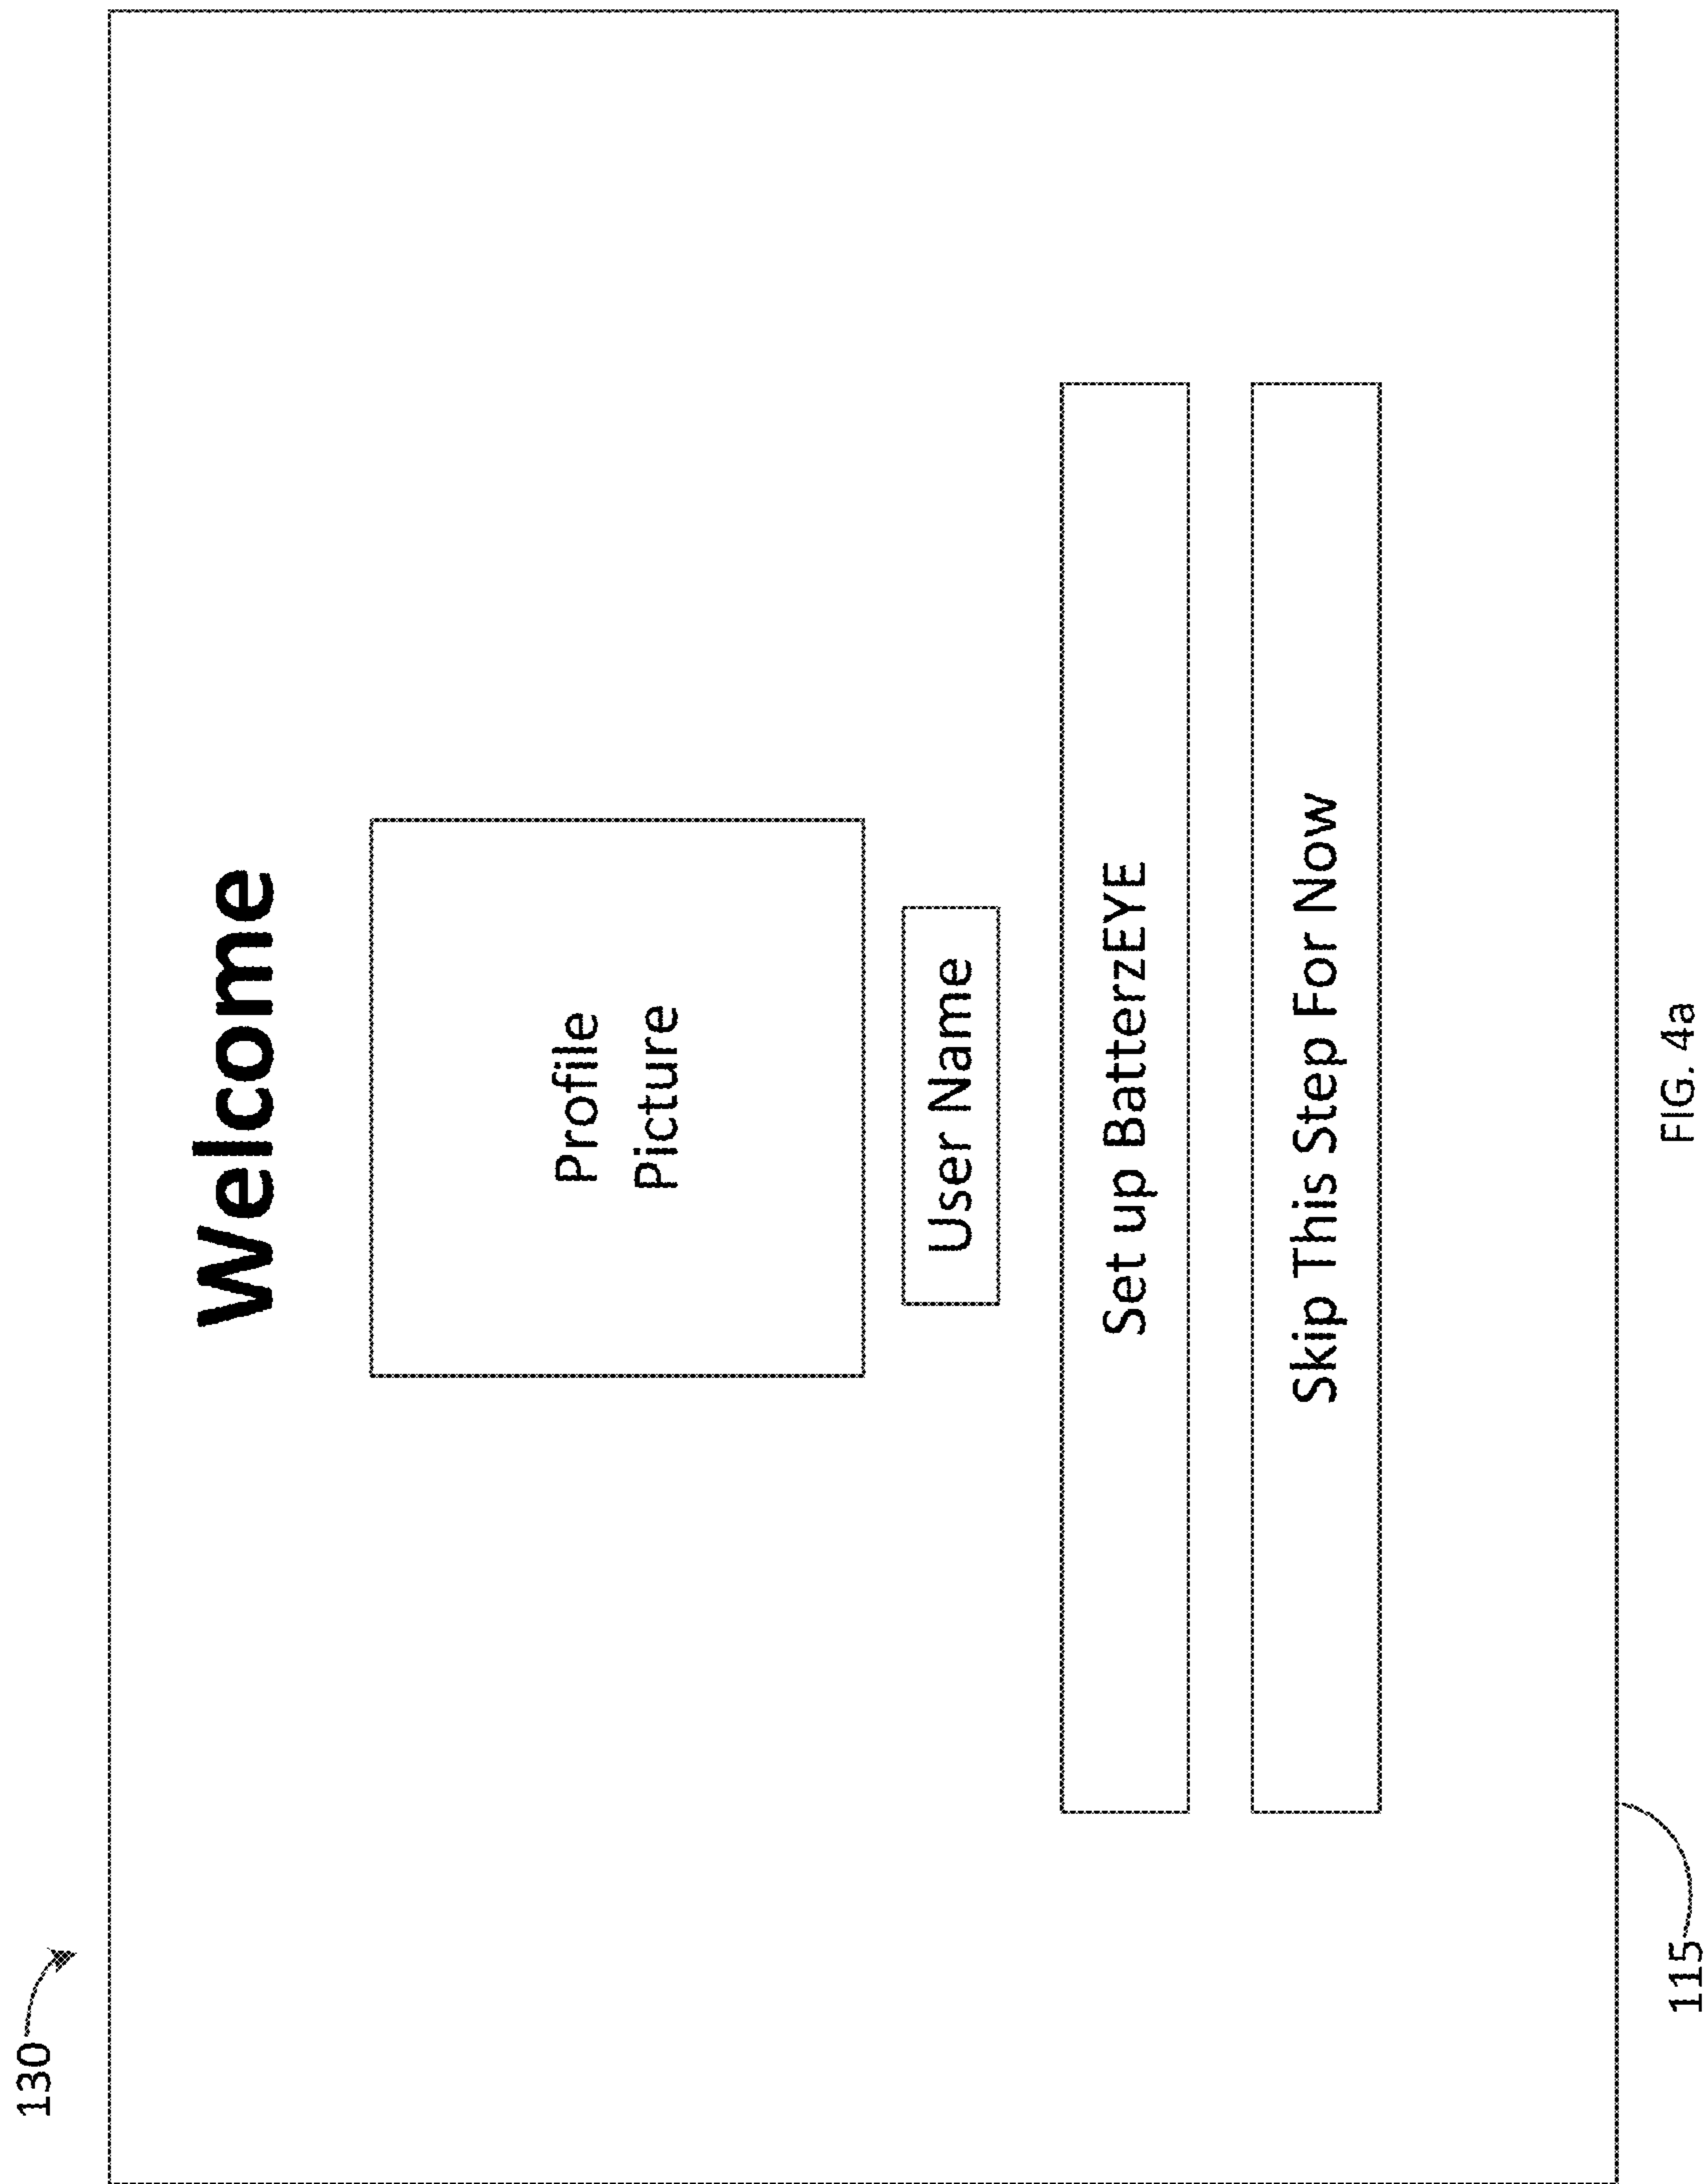 130
Welcome
Profile
Picture
User Name
Set up BatterzEYE
Skip This Step For Now
115
FIG. 4a